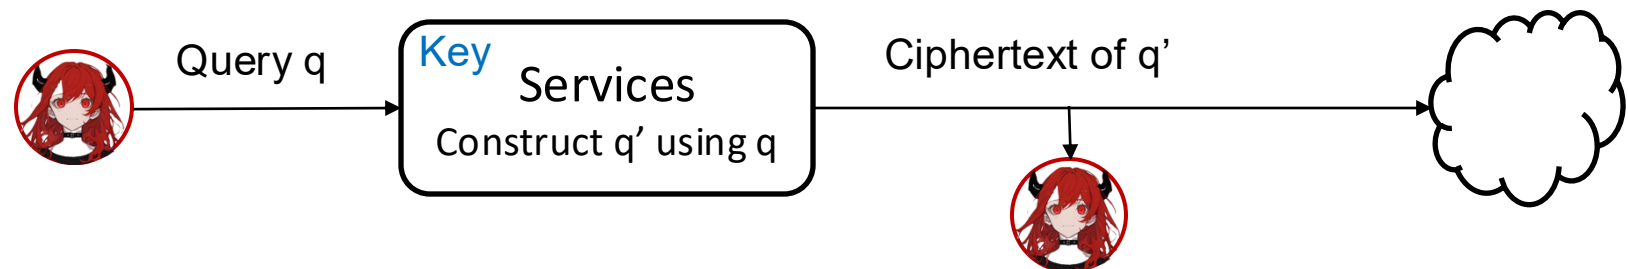 Query q
Key
Services
Construct q’ using q
Ciphertext of q’